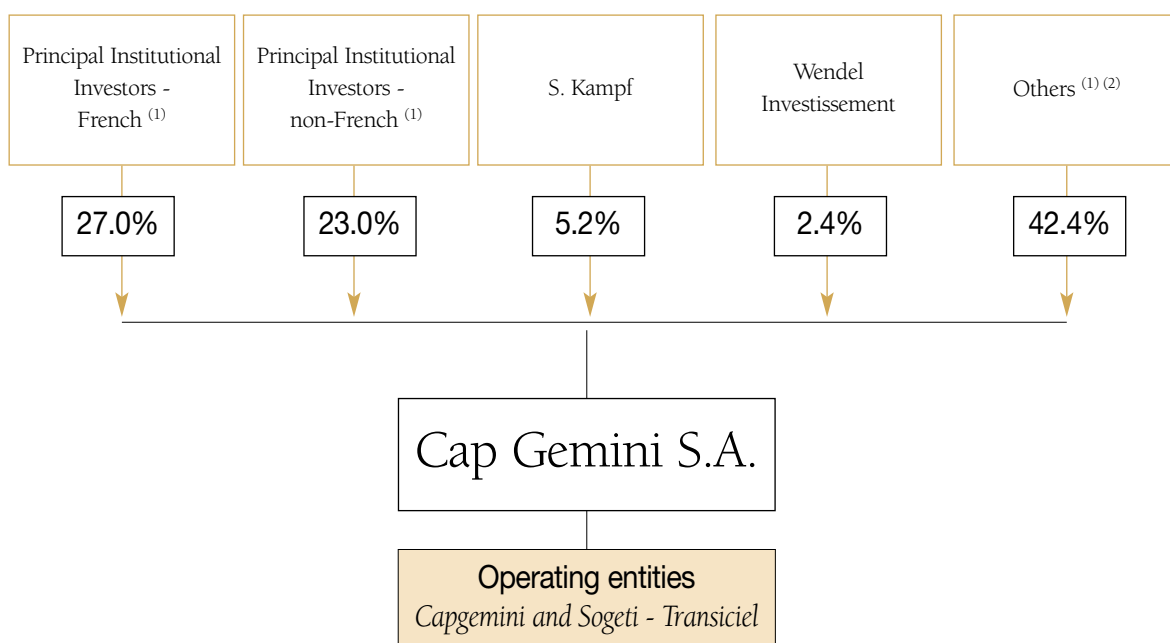 Principal Institutional
Investors -
French (1)
Principal Institutional
Investors -
non-French (1)
S. Kampf
Wendel
Investissement
Others (1) (2)
27.0%
23.0%
5.2%
2.4%
42.4%
Cap Gemini S.A.
Operating entities
Capgemini and Sogeti - Transiciel